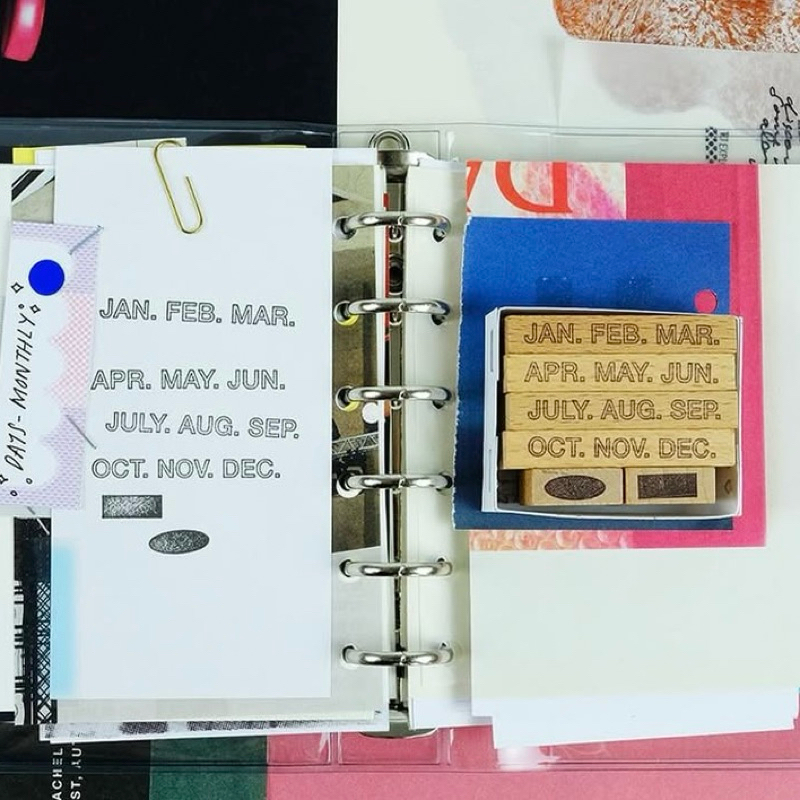 JAN. FEB. MAR.
APR. MAY. JUN.
JULY. AUG. SEP.
OCT. NOV. DEC.
DAYS-MONTHLY
JAN. FEB. MAR.
APR. MAY. JUN.
JULY. AUG. SEP.
OCT. NOV. DEC.